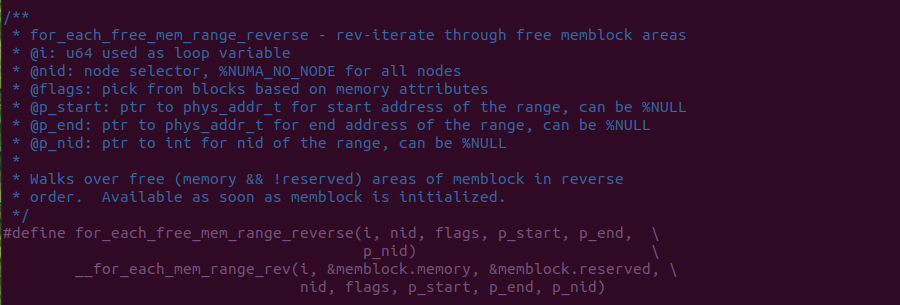 /**
 * for_each_free_mem_range_reverse - rev-iterate through free memblock areas
 * @i: u64 used as loop variable
 * @nid: node selector, %NUMA_NO_NODE for all nodes
 * @flags: pick from blocks based on memory attributes
 * @p_start: ptr to phys_addr_t for start address of the range, can be %NULL
 * @p_end: ptr to phys_addr_t for end address of the range, can be %NULL
 * @p_nid: ptr to int for nid of the range, can be %NULL
 *
 * Walks over free (memory && !reserved) areas of memblock in reverse
 * order.  Available as soon as memblock is initialized.
 */
#define for_each_free_mem_range_reverse(i, nid, flags, p_start, p_end,  \
                                        p_nid)                          \
        __for_each_mem_range_rev(i, &memblock.memory, &memblock.reserved, \
                                 nid, flags, p_start, p_end, p_nid)